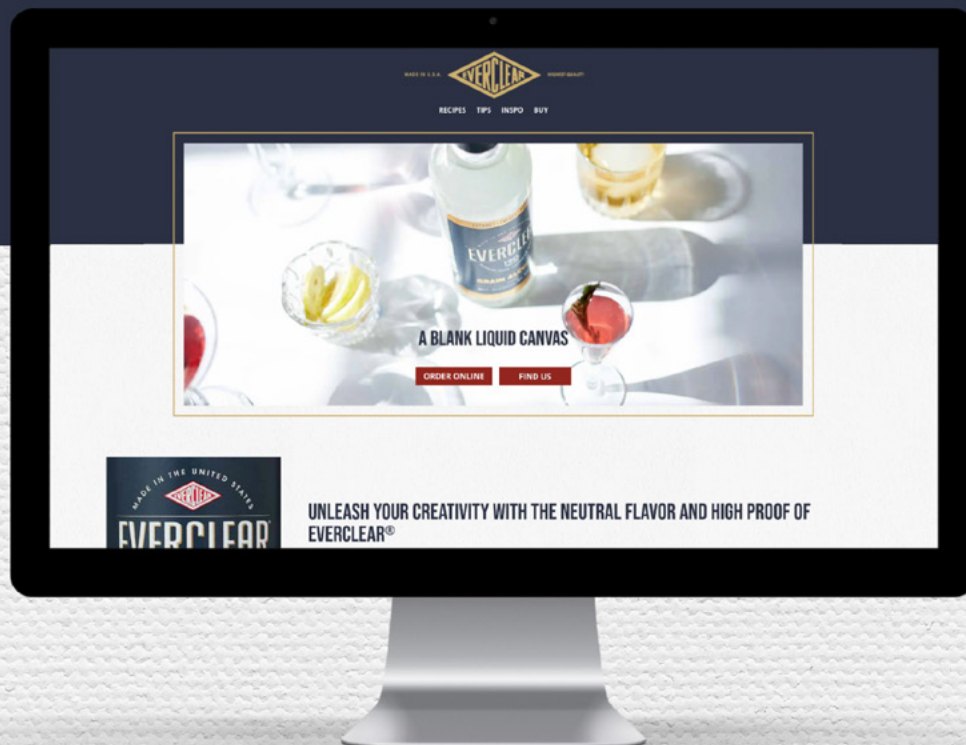 MADE IN U.S.A.
EVERCLEAR
HIGHEST QUALITY
RECIPES TIPS INSPO BUY
EVERCLEAR
GRAIN
A BLANK LIQUID CANVAS
ORDER ONLINE
FIND US
MADE IN THE UNITED STATES
EVERCLEAR
EVERCLEAR
UNLEASH YOUR CREATIVITY WITH THE NEUTRAL FLAVOR AND HIGH PROOF OF
EVERCLEAR®